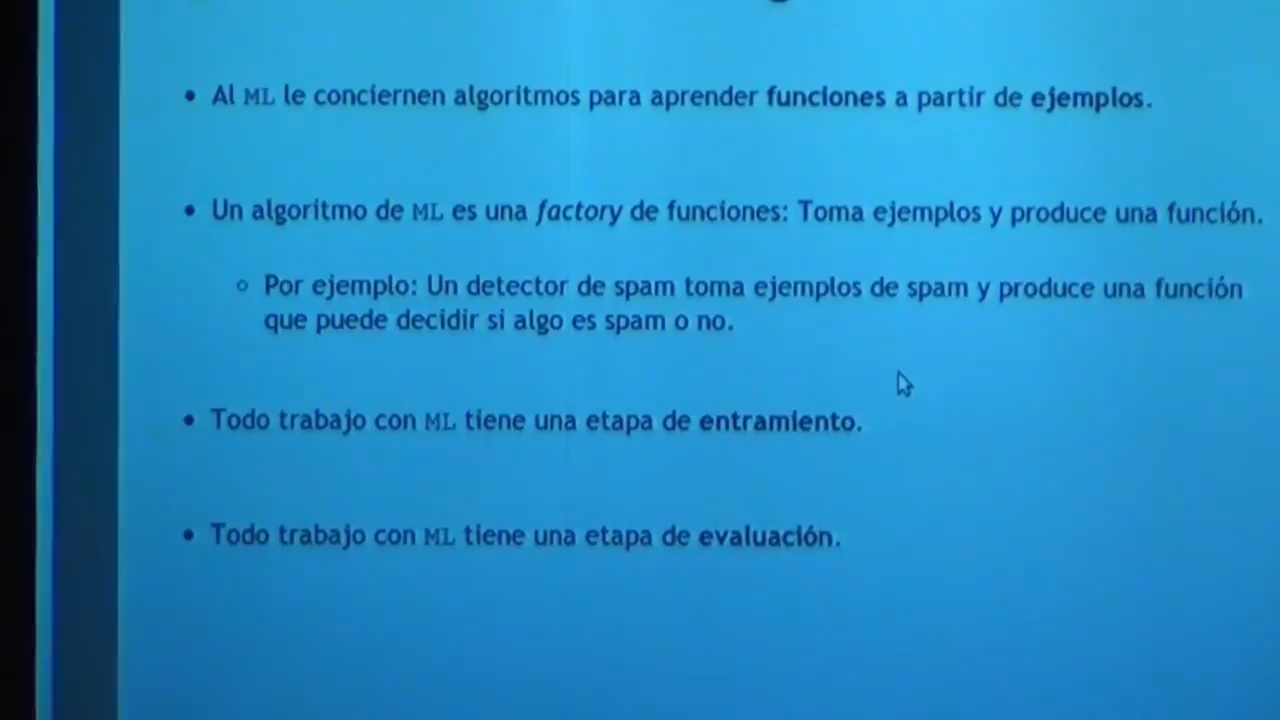 • Al ML le conciernen algoritmos para aprender funciones a partir de ejemplos.
• Un algoritmo de ML es una factory de funciones: Toma ejemplos y produce una función.
◦ Por ejemplo: Un detector de spam toma ejemplos de spam y produce una función
que puede decidir si algo es spam o no.
• Todo trabajo con ML tiene una etapa de entramiento.
• Todo trabajo con ML tiene una etapa de evaluación.